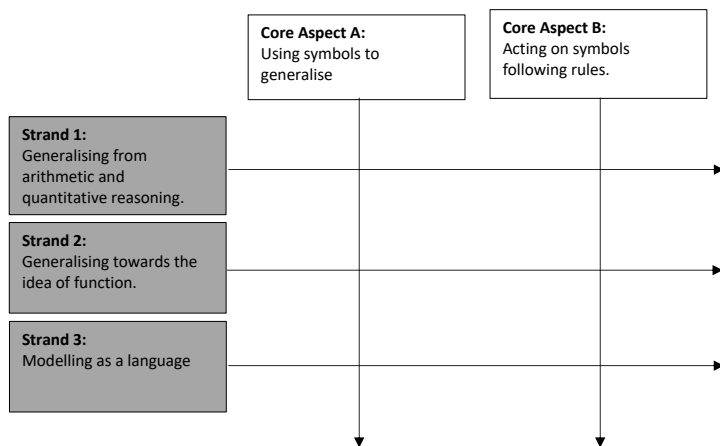 Core Aspect A:
Using symbols to
generalise
Core Aspect B:
Acting on symbols
following rules.
Strand 1:
Generalising from
arithmetic and
quantitative reasoning.
Strand 2:
Generalising towards the
idea of function.
Strand 3:
Modelling as a language